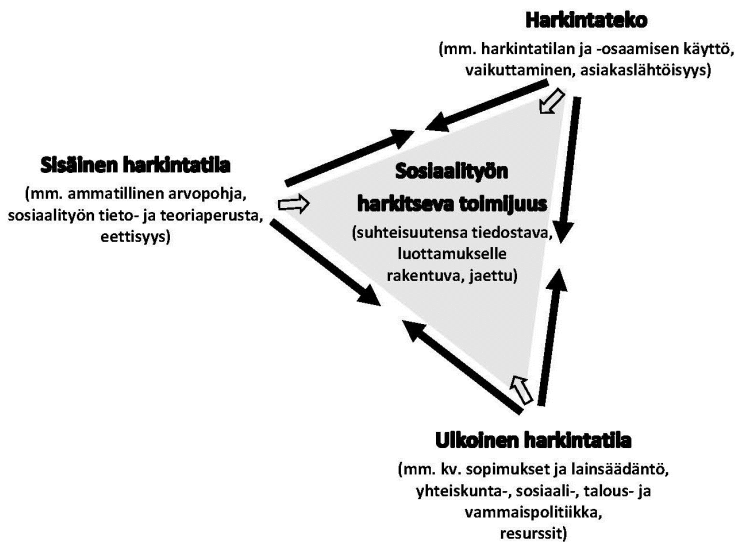 Harkintateko
(mm. harkintatilan ja -osaamisen käyttö,
vaikuttaminen, asiakaslähtöisyys)
Sisäinen harkintatila
(mm. ammatillinen arvopohja,
sosiaalityön tieto- ja teoriaperusta,
eettisyys)
Sosiaalityön
harkitseva toimijuus
(suhteisuutensa tiedostava,
luottamukselle
rakentuva, jaettu)
Ulkoinen harkintatila
(mm. kv. sopimukset ja lainsäädäntö,
yhteiskunta-, sosiaali-, talous- ja
vammaispolitiikka,
resurssit)